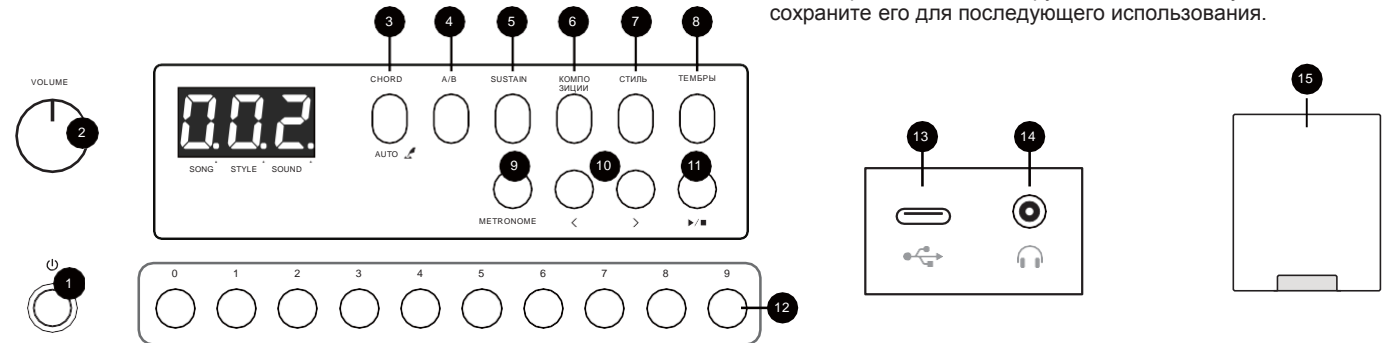 сохраните его для последующего использования.
3 4 5 6 7 8
15
VOLUME
CHORD A/B SUSTAIN КОМПО ЗИЦИИ СТИЛЬ ТЕМБРЫ
2
0.0.2.
13 14
AUTO
SONG STYLE SOUND
9 10 11
METRONOME < > ▶/■
1
0 1 2 3 4 5 6 7 8 9
12